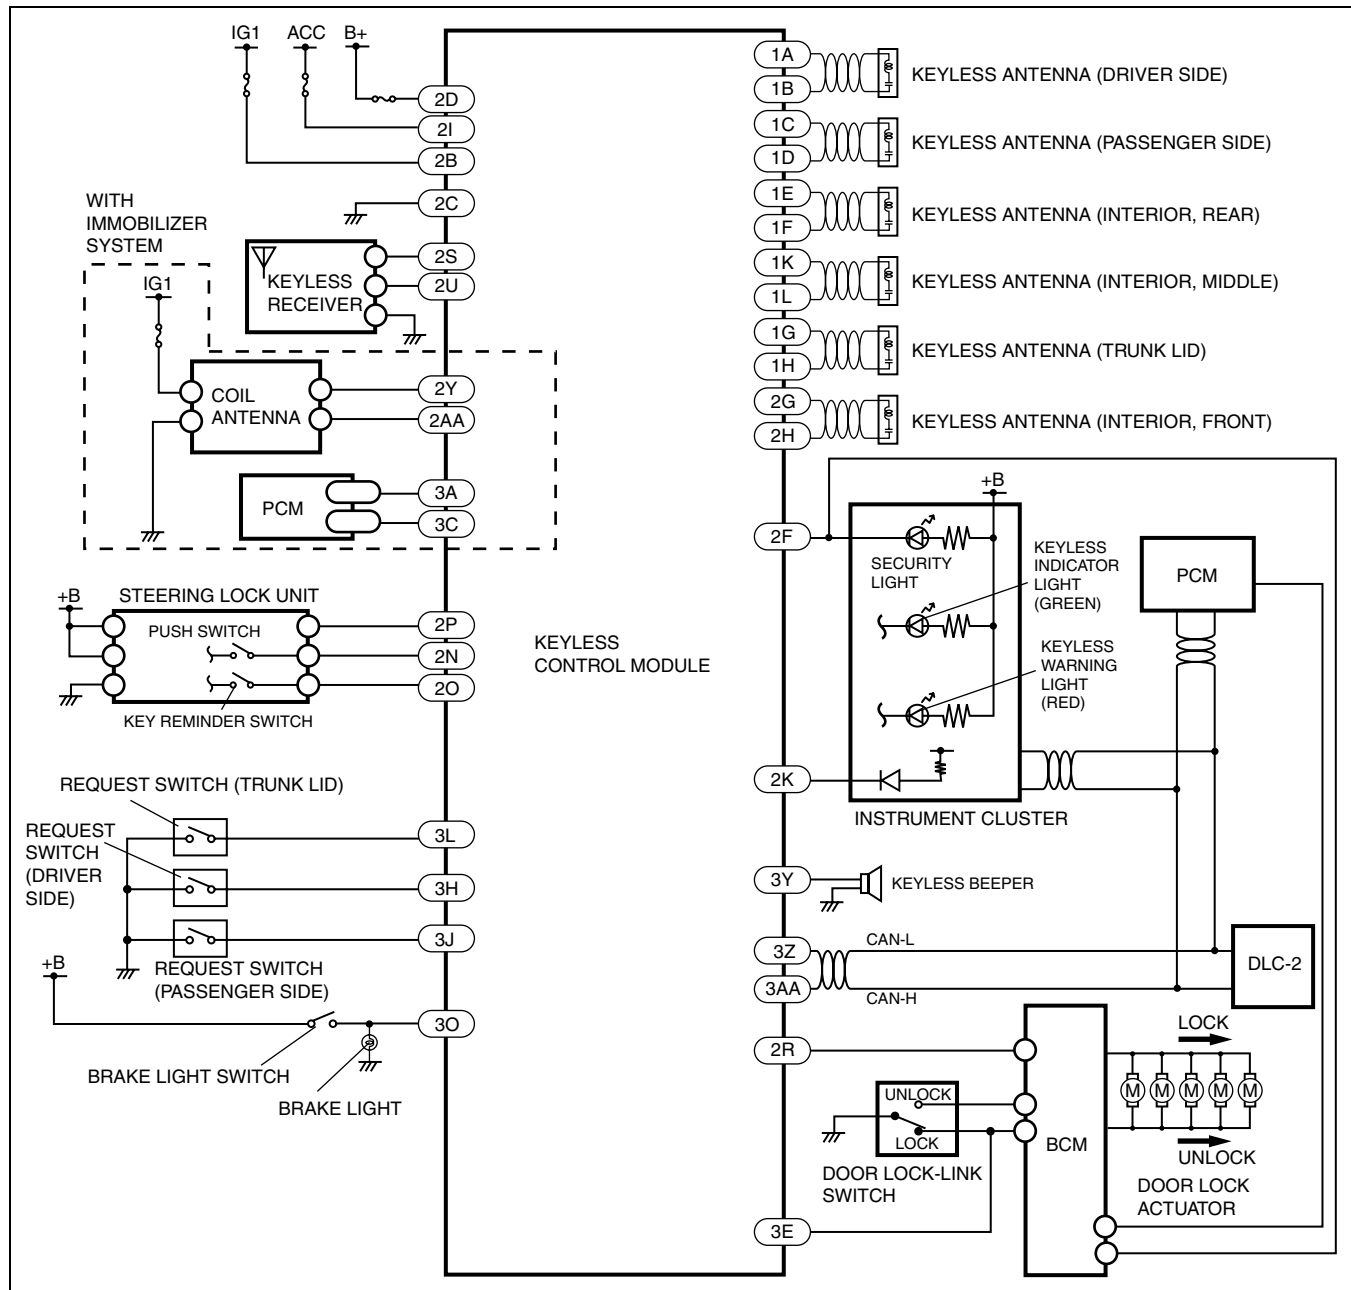 IG1
ACC
B+
2D
2I
2B
2C
WITH
IMMOBILIZER
SYSTEM
2S
2U
KEYLESS
RECEIVER
IG1
COIL
ANTENNA
2Y
2AA
PCM
3A
3C
+B
STEERING LOCK UNIT
PUSH SWITCH
KEY REMINDER SWITCH
2P
2N
2O
REQUEST SWITCH (TRUNK LID)
REQUEST
SWITCH
(DRIVER
SIDE)
3L
3H
3J
REQUEST SWITCH
(PASSENGER SIDE)
+B
3O
BRAKE LIGHT SWITCH
BRAKE LIGHT
KEYLESS
CONTROL MODULE
1A
1B
KEYLESS ANTENNA (DRIVER SIDE)
1C
1D
KEYLESS ANTENNA (PASSENGER SIDE)
1E
1F
KEYLESS ANTENNA (INTERIOR, REAR)
1K
1L
KEYLESS ANTENNA (INTERIOR, MIDDLE)
1G
1H
KEYLESS ANTENNA (TRUNK LID)
2G
2H
KEYLESS ANTENNA (INTERIOR, FRONT)
+B
2F
SECURITY
LIGHT
KEYLESS
INDICATOR
LIGHT
(GREEN)
KEYLESS
WARNING
LIGHT
(RED)
PCM
2K
INSTRUMENT CLUSTER
3Y
KEYLESS BEEPER
3Z
CAN-L
3AA
CAN-H
DLC-2
2R
UNLOCK
LOCK
DOOR LOCK-LINK
SWITCH
BCM
LOCK
M M M M M
UNLOCK
DOOR LOCK
ACTUATOR
3E